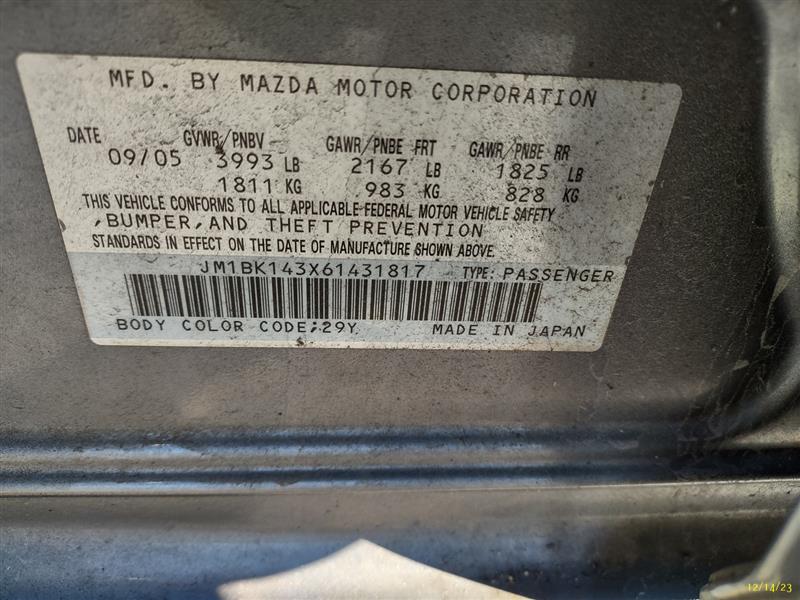 MFD. BY MAZDA MOTOR CORPORATION
DATE GVWR/PNBV GAWR/PNBE FRT GAWR/PNBE RR
09/05 3993 LB 2167 LB 1825 LB
1811 KG 983 KG 828 KG
THIS VEHICLE CONFORMS TO ALL APPLICABLE FEDERAL MOTOR VEHICLE SAFETY
,BUMPER,AND THEFT PREVENTION
STANDARDS IN EFFECT ON THE DATE OF MANUFACTURE SHOWN ABOVE.
JM1BK143X61431817 TYPE: PASSENGER
BODY COLOR CODE:29Y MADE IN JAPAN
12/14/23